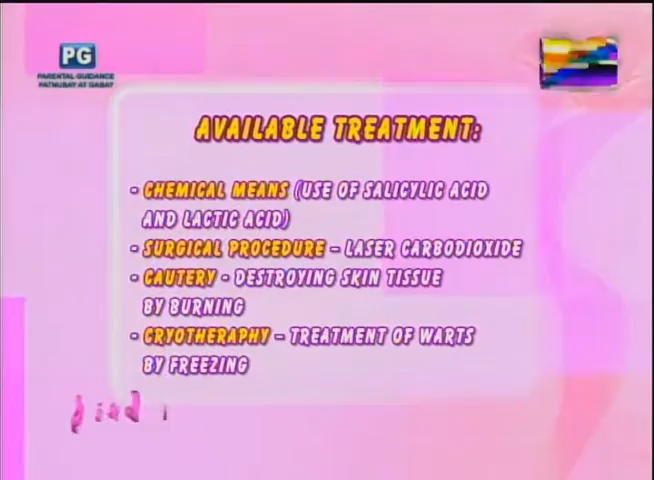 PG
PARENTAL GUIDANCE
PATNUBAY AT GABAY
AVAILABLE TREATMENT:
- CHEMICAL MEANS (USE OF SALICYLIC ACID
AND LACTIC ACID)
- SURGICAL PROCEDURE - LASER CARBODIOXIDE
- CAUTERY - DESTROYING SKIN TISSUE
BY BURNING
- CRYOTHERAPHY - TREATMENT OF WARTS
BY FREEZING